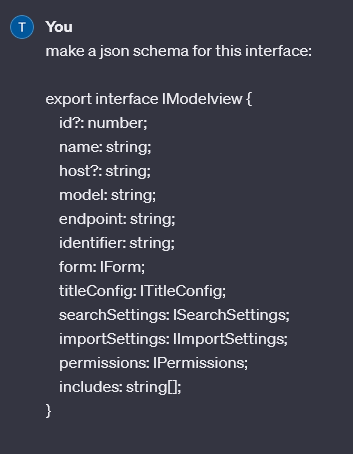 T You
make a json schema for this interface:
export interface IModelview {
id?: number;
name: string;
host?: string;
model: string;
endpoint: string;
identifier: string;
form: IForm;
titleConfig: ITitleConfig;
searchSettings: ISearchSettings;
importSettings: IImportSettings;
permissions: IPermissions;
includes: string[];
}